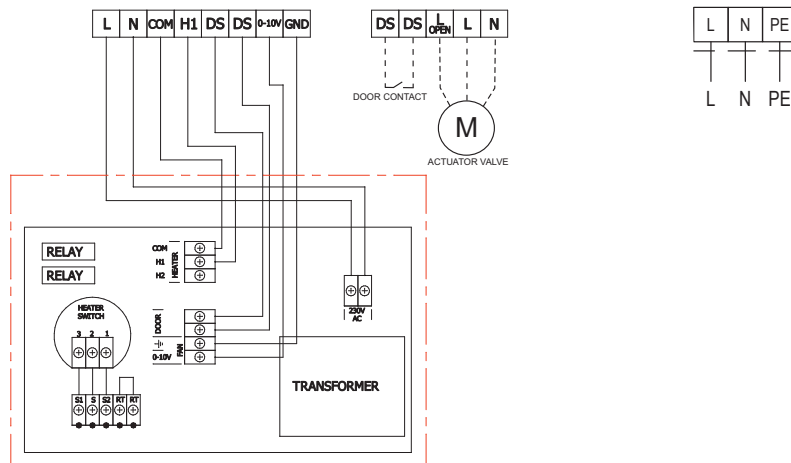 L N COM H1 DS DS 0-10V GND
DS DS L OPEN L N
L N PE
DOOR CONTACT
M
ACTUATOR VALVE
L N PE
RELAY
RELAY
COM
H1
H2
HEATER
HEATER
SWITCH
3 2 1
DOOR
FAN
0-10V
230V
AC
TRANSFORMER
S1 S S2 RT RT